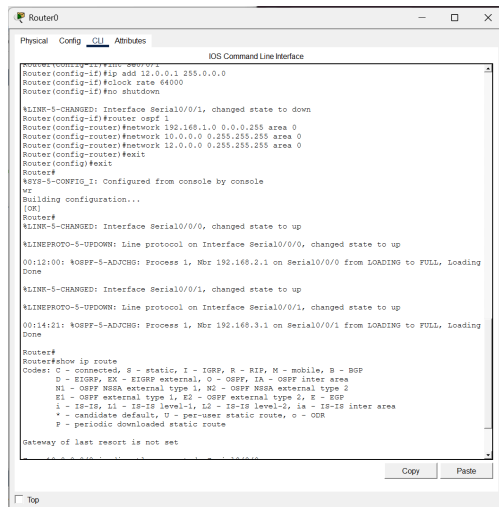 Router0
Physical Config CLI Attributes
IOS Command Line Interface
Router(config-if)#ip add 12.0.0.1 255.0.0.0
Router(config-if)#clock rate 64000
Router(config-if)#no shutdown
%LINK-5-CHANGED: Interface Serial0/0/1, changed state to down
Router(config-if)#router ospf 1
Router(config-router)#network 192.168.1.0 0.0.0.255 area 0
Router(config-router)#network 10.0.0.0 0.255.255.255 area 0
Router(config-router)#network 12.0.0.0 0.255.255.255 area 0
Router(config-router)#exit
Router(config)#exit
Router#
%SYS-5-CONFIG_I: Configured from console by console
wr
Building configuration...
[OK]
Router#
%LINK-5-CHANGED: Interface Serial0/0/0, changed state to up
%LINEPROTO-5-UPDOWN: Line protocol on Interface Serial0/0/0, changed state to up
00:12:00: %OSPF-5-ADJCHG: Process 1, Nbr 192.168.2.1 on Serial0/0/0 from LOADING to FULL, Loading
Done
%LINK-5-CHANGED: Interface Serial0/0/1, changed state to up
%LINEPROTO-5-UPDOWN: Line protocol on Interface Serial0/0/1, changed state to up
00:14:21: %OSPF-5-ADJCHG: Process 1, Nbr 192.168.3.1 on Serial0/0/1 from LOADING to FULL, Loading
Done
Router#
Router#show ip route
Codes: C - connected, S - static, I - IGRP, R - RIP, M - mobile, B - BGP
D - EIGRP, EX - EIGRP external, O - OSPF, IA - OSPF inter area
N1 - OSPF NSSA external type 1, N2 - OSPF NSSA external type 2
E1 - OSPF external type 1, E2 - OSPF external type 2, E - EGP
i - IS-IS, L1 - IS-IS level-1, L2 - IS-IS level-2, ia - IS-IS inter area
* - candidate default, U - per-user static route, o - ODR
P - periodic downloaded static route
Gateway of last resort is not set
Copy Paste
Top